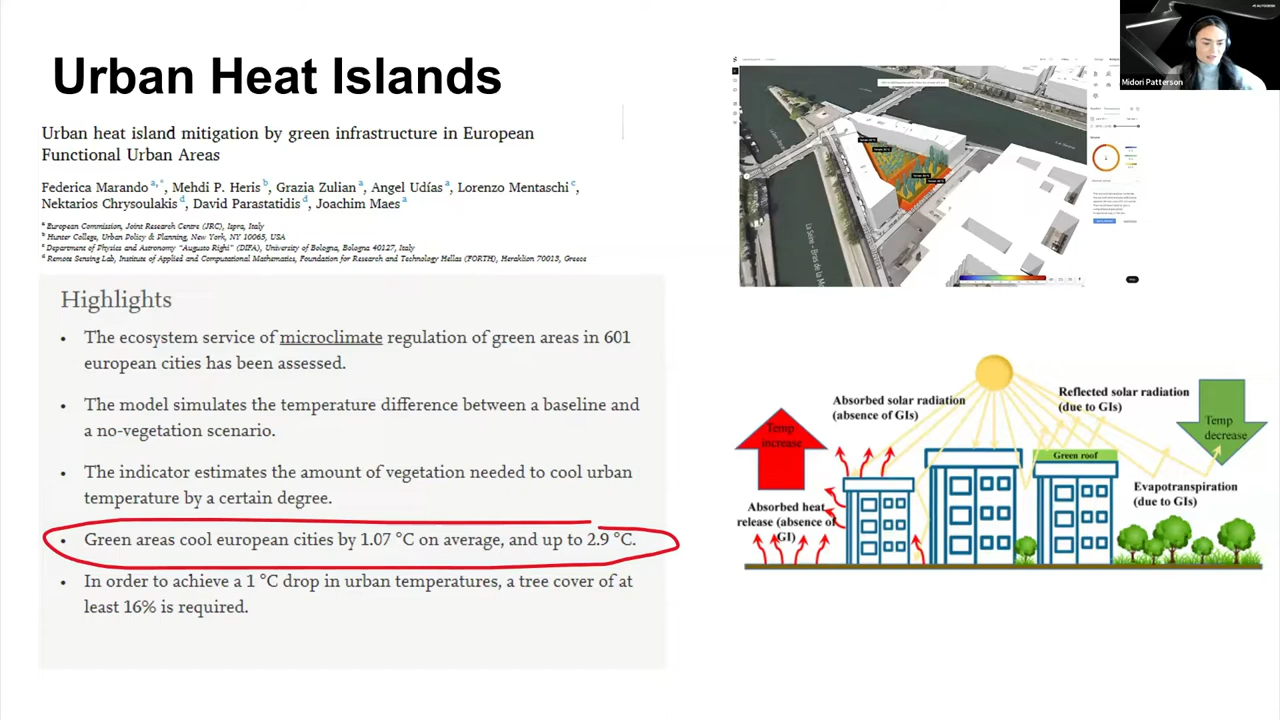 Urban Heat Islands
Urban heat island mitigation by green infrastructure in European
Functional Urban Areas
Federica Marando a,*, Mehdi P. Heris b, Grazia Zulian a, Angel Udías a, Lorenzo Mentaschi c,
Nektarios Chrysoulakis d, David Parastatidis d, Joachim Maes a
a European Commission, Joint Research Centre (JRC), Ispra, Italy
b Hunter College, Urban Policy & Planning, New York, NY 10065, USA
c Department of Physics and Astronomy "Augusto Righi" (DIFA), University of Bologna, Bologna 40127, Italy
d Remote Sensing Lab, Institute of Applied and Computational Mathematics, Foundation for Research and Technology Hellas (FORTH), Heraklion 70013, Greece
Highlights
• The ecosystem service of microclimate regulation of green areas in 601
european cities has been assessed.
• The model simulates the temperature difference between a baseline and
a no-vegetation scenario.
• The indicator estimates the amount of vegetation needed to cool urban
temperature by a certain degree.
• Green areas cool european cities by 1.07 °C on average, and up to 2.9 °C.
• In order to achieve a 1 °C drop in urban temperatures, a tree cover of at
least 16% is required.
AUTODESK
Midori Patterson
Absorbed solar radiation
(absence of GIs)
Reflected solar radiation
(due to GIs)
Temp
increase
Temp
decrease
Green roof
Evapotranspiration
(due to GIs)
Absorbed heat
release (absence of
GI)